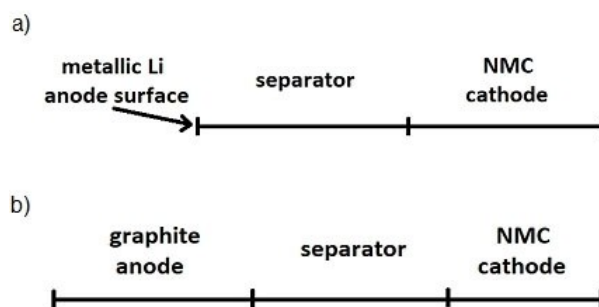 a)
metallic Li
anode surface
separator
NMC
cathode
b)
graphite
anode
separator
NMC
cathode